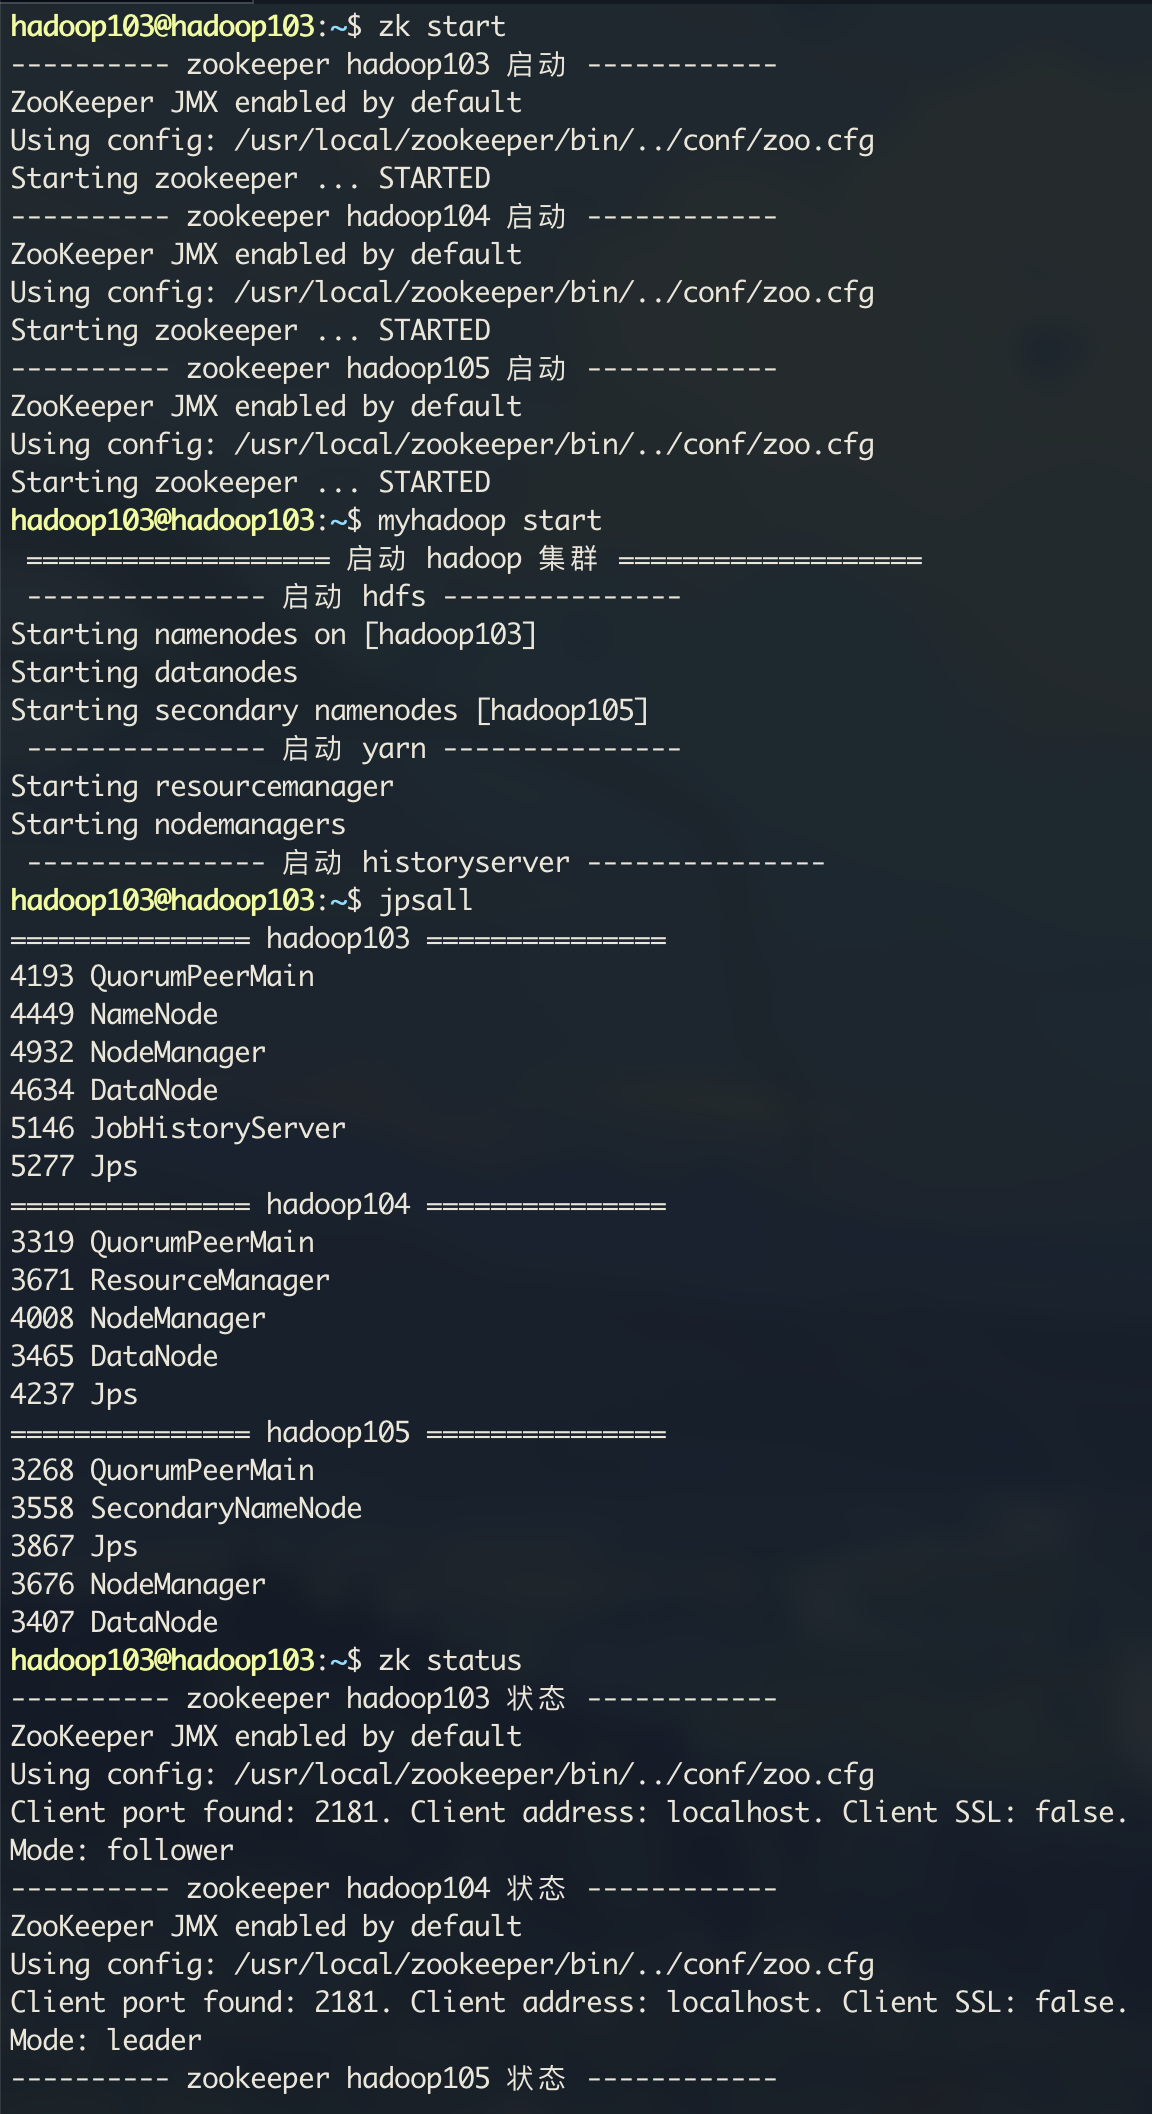 hadoop103@hadoop103:~$ zk start
---------- zookeeper hadoop103 启动 ------------
ZooKeeper JMX enabled by default
Using config: /usr/local/zookeeper/bin/../conf/zoo.cfg
Starting zookeeper ... STARTED
---------- zookeeper hadoop104 启动 ------------
ZooKeeper JMX enabled by default
Using config: /usr/local/zookeeper/bin/../conf/zoo.cfg
Starting zookeeper ... STARTED
---------- zookeeper hadoop105 启动 ------------
ZooKeeper JMX enabled by default
Using config: /usr/local/zookeeper/bin/../conf/zoo.cfg
Starting zookeeper ... STARTED
hadoop103@hadoop103:~$ myhadoop start
 =================== 启动 hadoop 集群 ===================
 --------------- 启动 hdfs ---------------
Starting namenodes on [hadoop103]
Starting datanodes
Starting secondary namenodes [hadoop105]
 --------------- 启动 yarn ---------------
Starting resourcemanager
Starting nodemanagers
 --------------- 启动 historyserver ---------------
hadoop103@hadoop103:~$ jpsall
=============== hadoop103 ===============
4193 QuorumPeerMain
4449 NameNode
4932 NodeManager
4634 DataNode
5146 JobHistoryServer
5277 Jps
=============== hadoop104 ===============
3319 QuorumPeerMain
3671 ResourceManager
4008 NodeManager
3465 DataNode
4237 Jps
=============== hadoop105 ===============
3268 QuorumPeerMain
3558 SecondaryNameNode
3867 Jps
3676 NodeManager
3407 DataNode
hadoop103@hadoop103:~$ zk status
---------- zookeeper hadoop103 状态 ------------
ZooKeeper JMX enabled by default
Using config: /usr/local/zookeeper/bin/../conf/zoo.cfg
Client port found: 2181. Client address: localhost. Client SSL: false.
Mode: follower
---------- zookeeper hadoop104 状态 ------------
ZooKeeper JMX enabled by default
Using config: /usr/local/zookeeper/bin/../conf/zoo.cfg
Client port found: 2181. Client address: localhost. Client SSL: false.
Mode: leader
---------- zookeeper hadoop105 状态 ------------